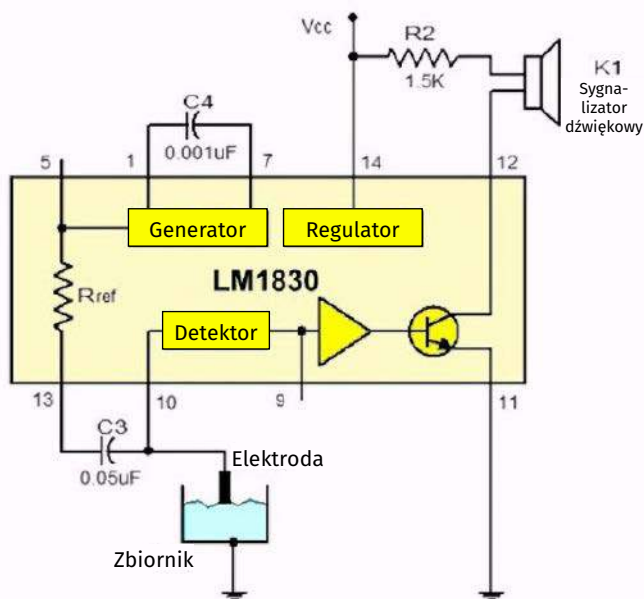 Vcc
R2
1.5K
K1
Sygna-
lizator
dźwiękowy
C4
0.001uF
5
1
7
14
12
Generator
Regulator
LM1830
Rref
Detektor
13
10
9
11
C3
0.05uF
Elektroda
Zbiornik